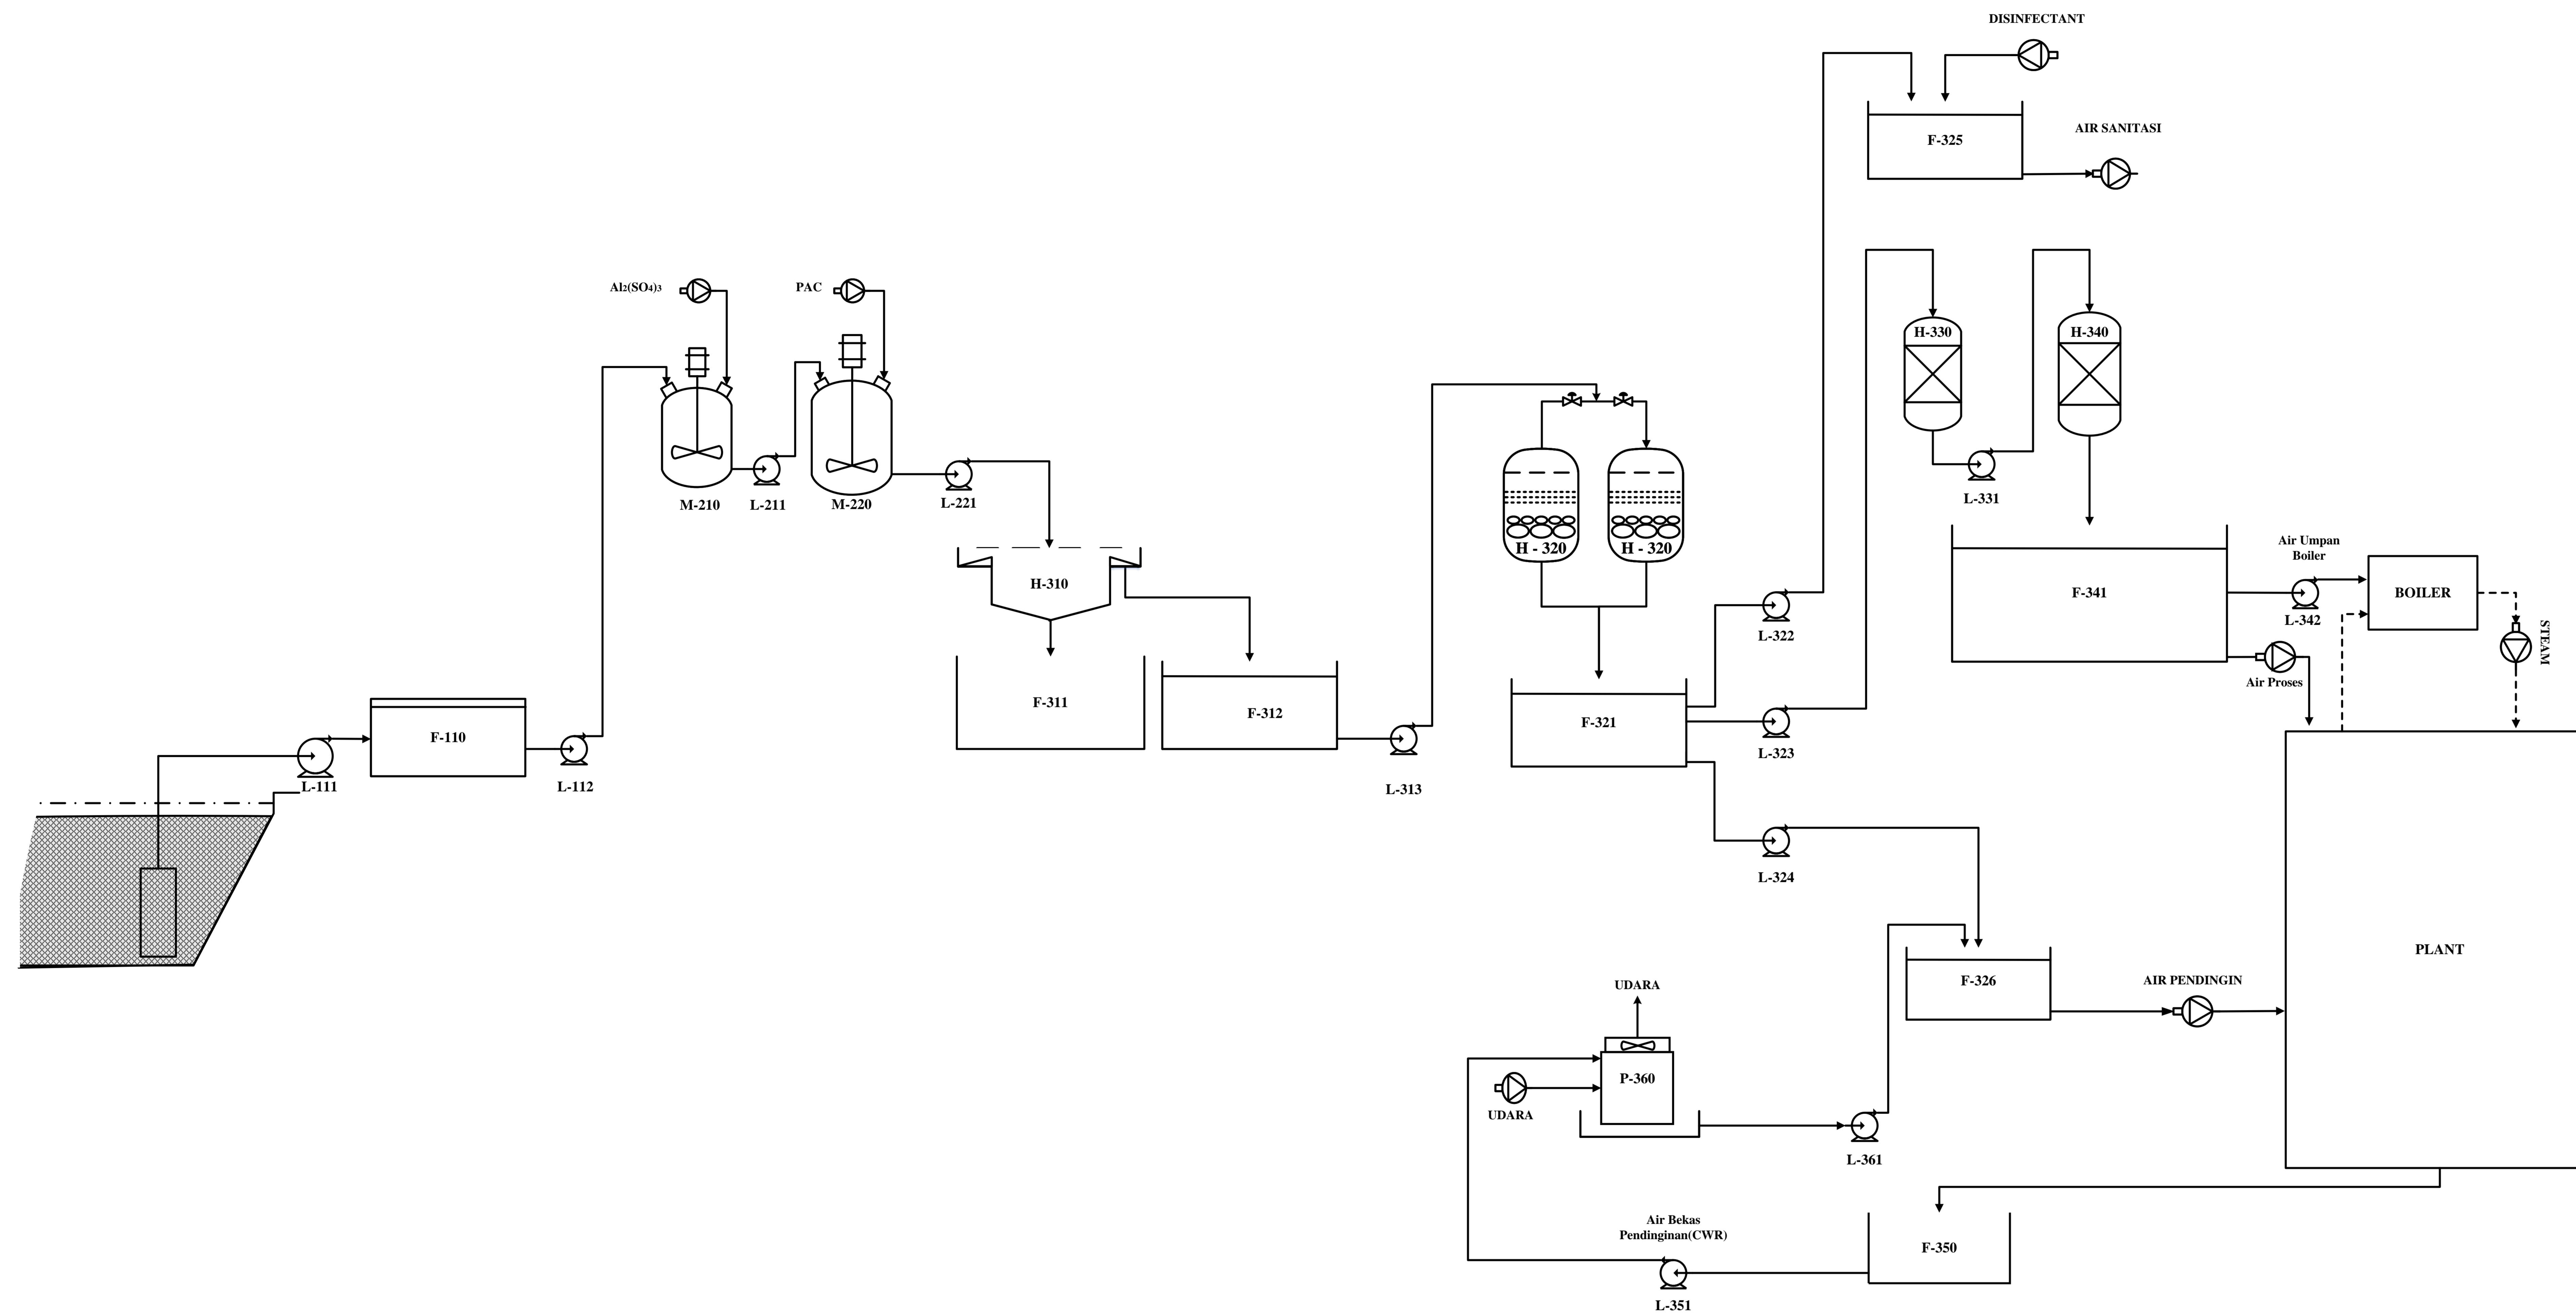 DISINFECTANT
F-325
AIR SANITASI
Al₂(SO₄)₃
PAC
M-210
L-211
M-220
L-221
H-330
H-340
L-331
H - 320
H - 320
H-310
F-311
F-312
L-313
F-110
L-111
L-112
F-321
L-322
L-323
L-324
F-341
Air Umpan
Boiler
L-342
BOILER
STEAM
Air Proses
PLANT
F-326
AIR PENDINGIN
UDARA
P-360
UDARA
L-361
Air Bekas
Pendinginan(CWR)
L-351
F-350